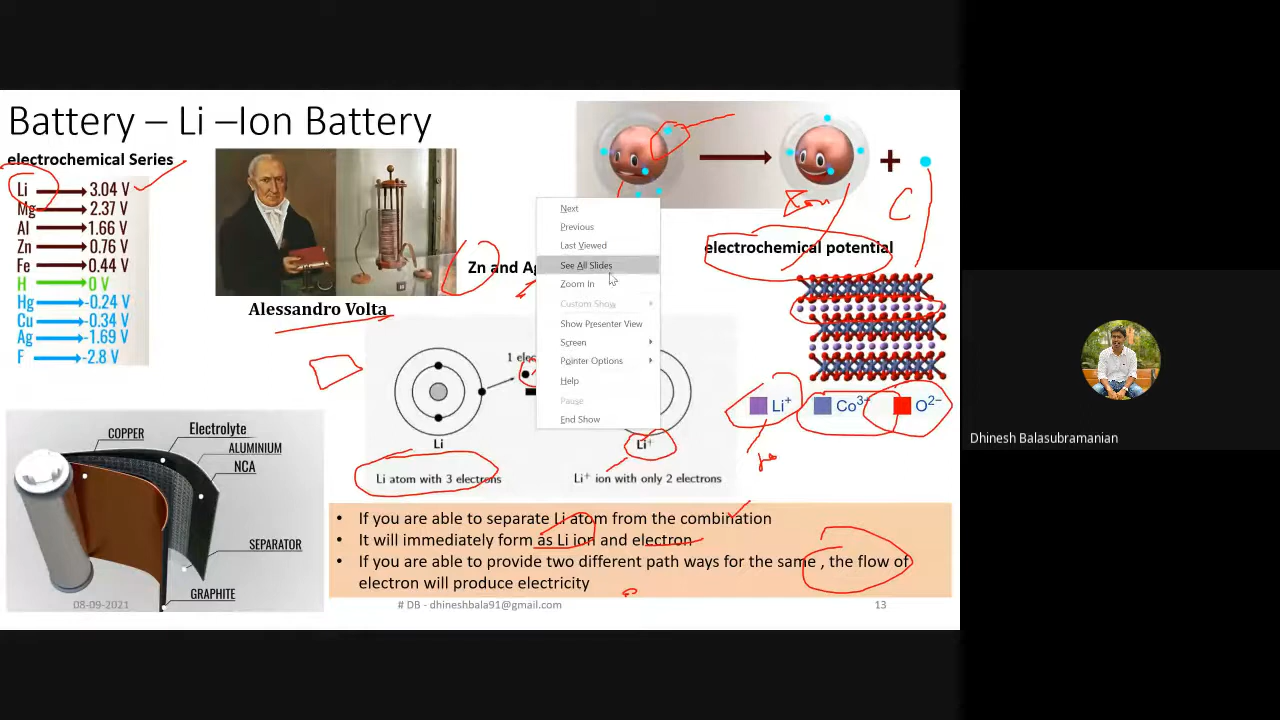 Battery – Li –Ion Battery
electrochemical Series
Li 3.04 V
Mg 2.37 V
Al 1.66 V
Zn 0.76 V
Fe 0.44 V
H 0 V
Hg -0.24 V
Cu -0.34 V
Ag -1.69 V
F -2.8 V
Alessandro Volta
Zn and Ag
+
electrochemical potential
Next
Previous
Last Viewed
See All Slides
Zoom In
Custom Show
Show Presenter View
Screen
Pointer Options
Help
Pause
End Show
Li
Li⁺
Li atom with 3 electrons
Li⁺ ion with only 2 electrons
Li⁺ Co³⁺ O²⁻
COPPER
Electrolyte
ALUMINIUM
NCA
SEPARATOR
GRAPHITE
• If you are able to separate Li atom from the combination
• It will immediately form as Li ion and electron
• If you are able to provide two different path ways for the same , the flow of
electron will produce electricity
08-09-2021
# DB - dhineshbala91@gmail.com
13
Dhinesh Balasubramanian